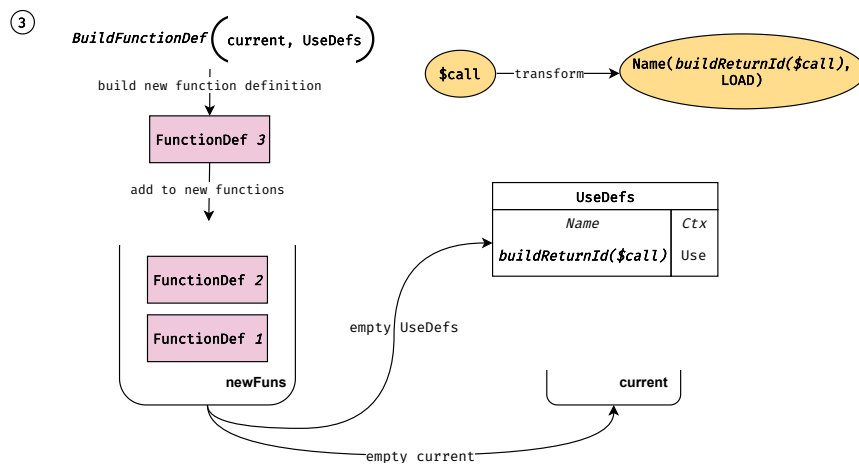 3
BuildFunctionDef(current, UseDefs)
build new function definition
$call
transform
Name(buildReturnId($call),
LOAD)
FunctionDef 3
add to new functions
UseDefs
Name Ctx
buildReturnId($call) Use
FunctionDef 2
FunctionDef 1
newFuns
empty UseDefs
current
empty current